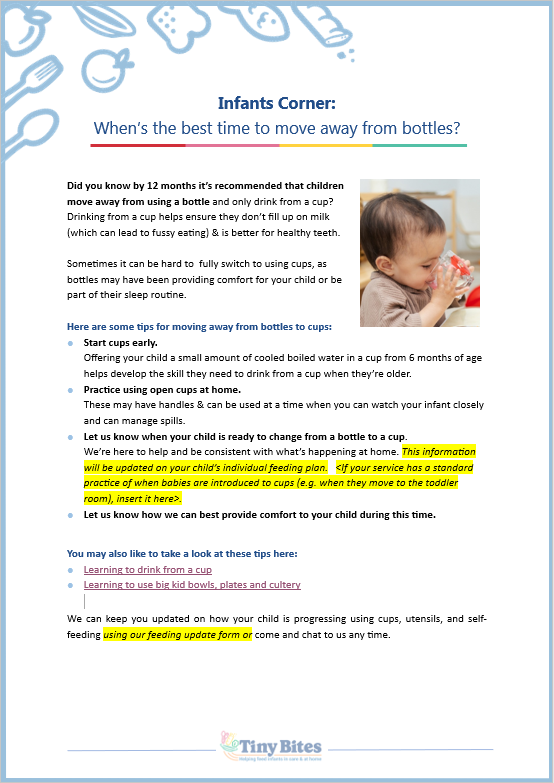 Infants Corner:
When's the best time to move away from bottles?
Did you know by 12 months it's recommended that children
move away from using a bottle and only drink from a cup?
Drinking from a cup helps ensure they don't fill up on milk
(which can lead to fussy eating) & is better for healthy teeth.
Sometimes it can be hard to fully switch to using cups, as
bottles may have been providing comfort for your child or be
part of their sleep routine.
Here are some tips for moving away from bottles to cups:
Start cups early.
Offering your child a small amount of cooled boiled water in a cup from 6 months of age
helps develop the skill they need to drink from a cup when they're older.
Practice using open cups at home.
These may have handles & can be used at a time when you can watch your infant closely
and can manage spills.
Let us know when your child is ready to change from a bottle to a cup.
We're here to help and be consistent with what's happening at home. This information
will be updated on your child's individual feeding plan. <If your service has a standard
practice of when babies are introduced to cups (e.g. when they move to the toddler
room), insert it here>.
Let us know how we can best provide comfort to your child during this time.
You may also like to take a look at these tips here:
Learning to drink from a cup
Learning to use big kid bowls, plates and cultery
We can keep you updated on how your child is progressing using cups, utensils, and self-
feeding using our feeding update form or come and chat to us any time.
Tiny Bites
Helping feed infants in care & at home